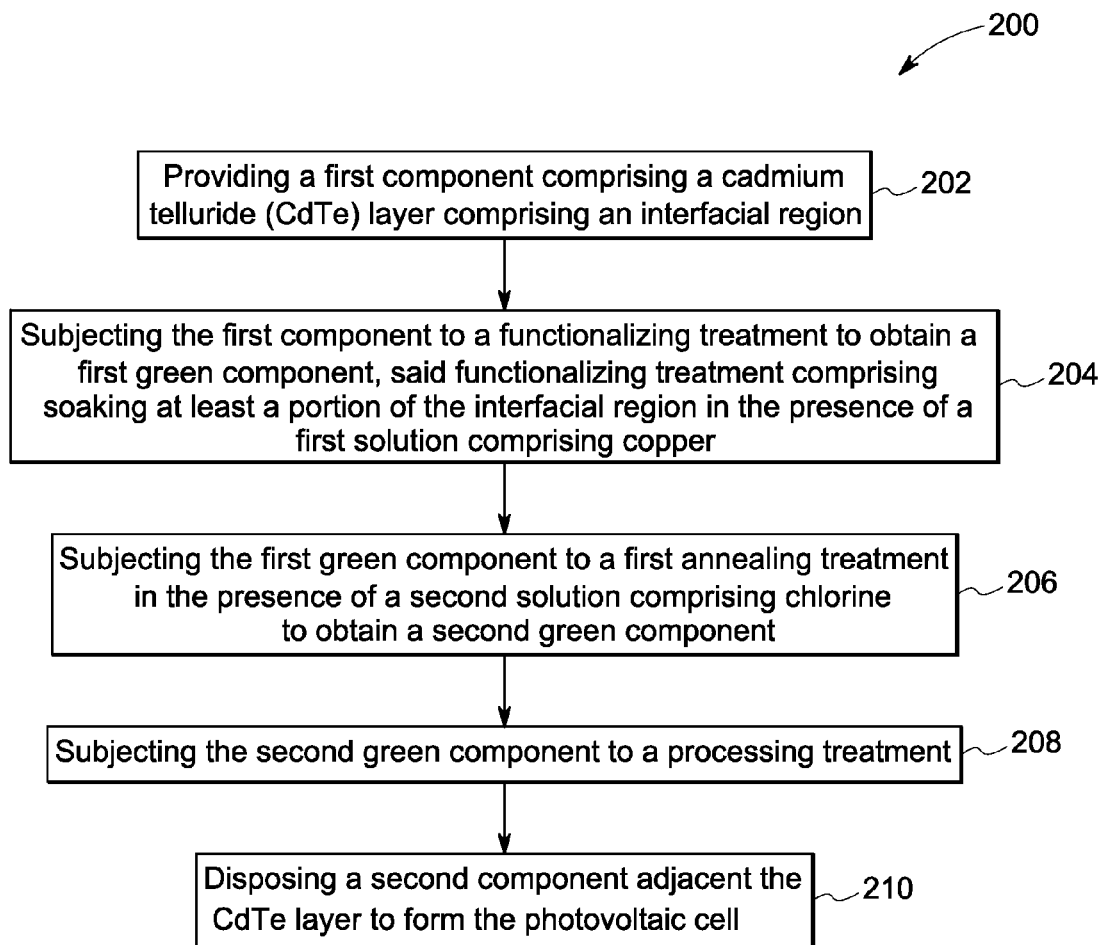 200
Providing a first component comprising a cadmium
telluride (CdTe) layer comprising an interfacial region
202
Subjecting the first component to a functionalizing treatment to obtain a
first green component, said functionalizing treatment comprising
soaking at least a portion of the interfacial region in the presence of a
first solution comprising copper
204
Subjecting the first green component to a first annealing treatment
in the presence of a second solution comprising chlorine
to obtain a second green component
206
Subjecting the second green component to a processing treatment
208
Disposing a second component adjacent the
CdTe layer to form the photovoltaic cell
210